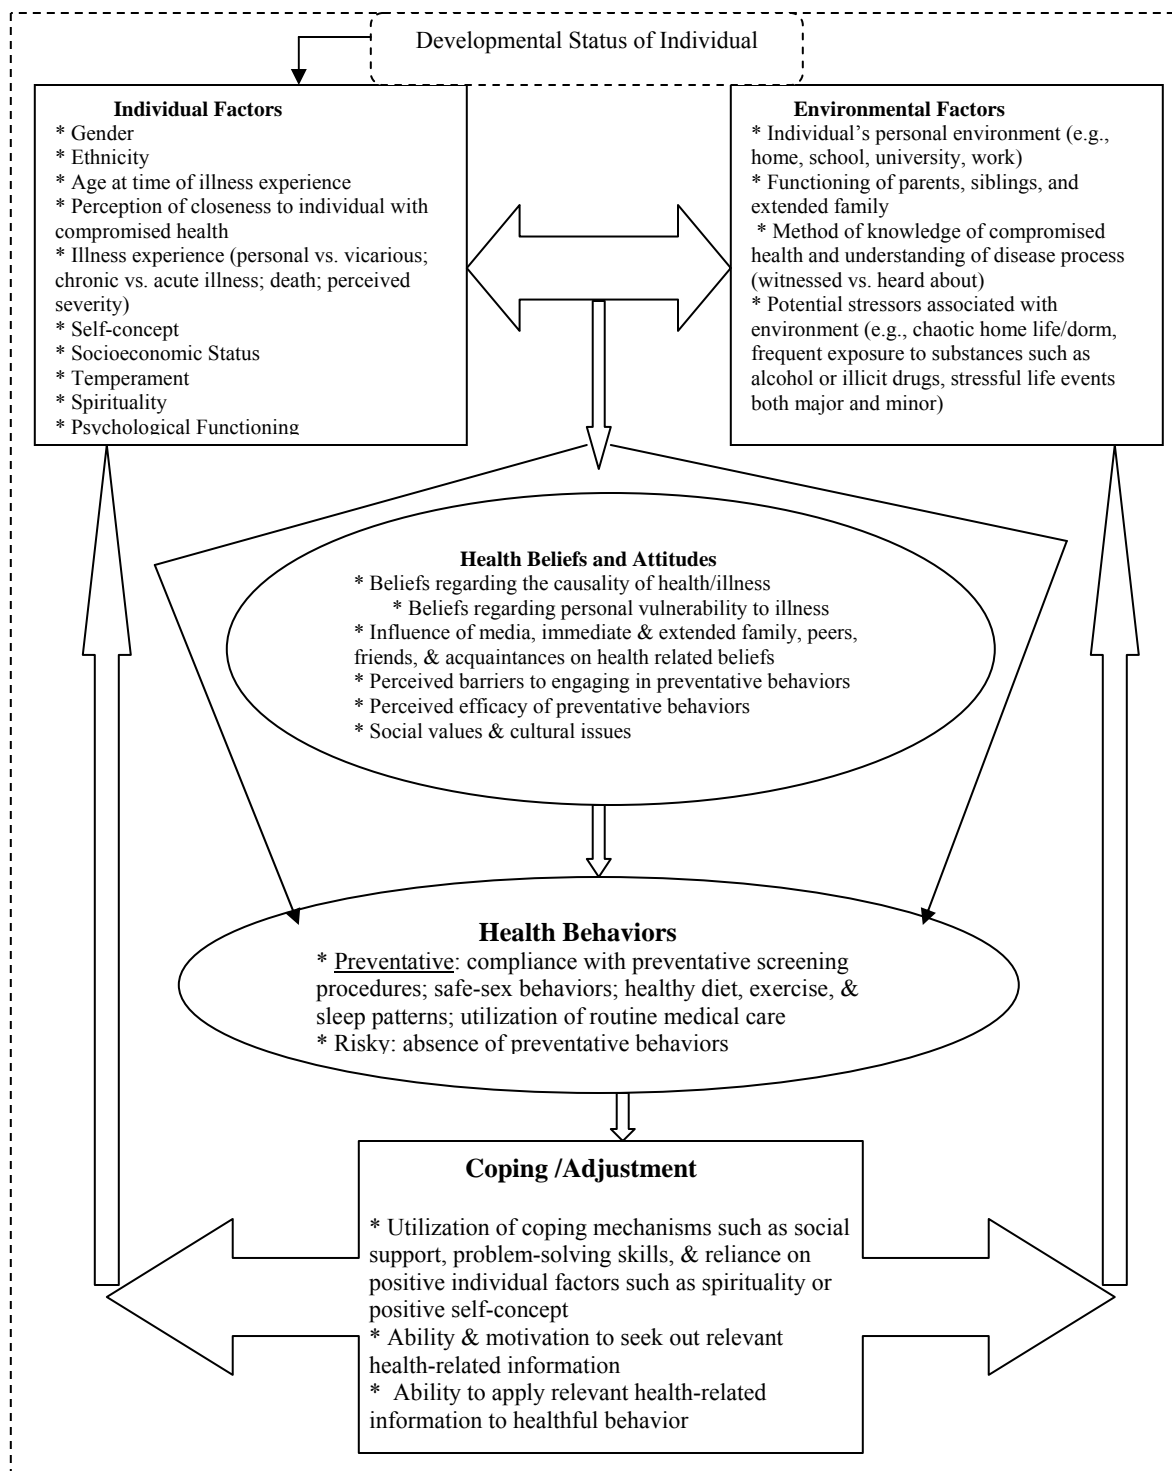 Developmental Status of Individual
Individual Factors
* Gender
* Ethnicity
* Age at time of illness experience
* Perception of closeness to individual with
compromised health
* Illness experience (personal vs. vicarious;
chronic vs. acute illness; death; perceived
severity)
* Self-concept
* Socioeconomic Status
* Temperament
* Spirituality
* Psychological Functioning
Environmental Factors
* Individual’s personal environment (e.g.,
home, school, university, work)
* Functioning of parents, siblings, and
extended family
* Method of knowledge of compromised
health and understanding of disease process
(witnessed vs. heard about)
* Potential stressors associated with
environment (e.g., chaotic home life/dorm,
frequent exposure to substances such as
alcohol or illicit drugs, stressful life events
both major and minor)
Health Beliefs and Attitudes
* Beliefs regarding the causality of health/illness
* Beliefs regarding personal vulnerability to illness
* Influence of media, immediate & extended family, peers,
friends, & acquaintances on health related beliefs
* Perceived barriers to engaging in preventative behaviors
* Perceived efficacy of preventative behaviors
* Social values & cultural issues
Health Behaviors
* Preventative: compliance with preventative screening
procedures; safe-sex behaviors; healthy diet, exercise, &
sleep patterns; utilization of routine medical care
* Risky: absence of preventative behaviors
Coping /Adjustment
* Utilization of coping mechanisms such as social
support, problem-solving skills, & reliance on
positive individual factors such as spirituality or
positive self-concept
* Ability & motivation to seek out relevant
health-related information
* Ability to apply relevant health-related
information to healthful behavior